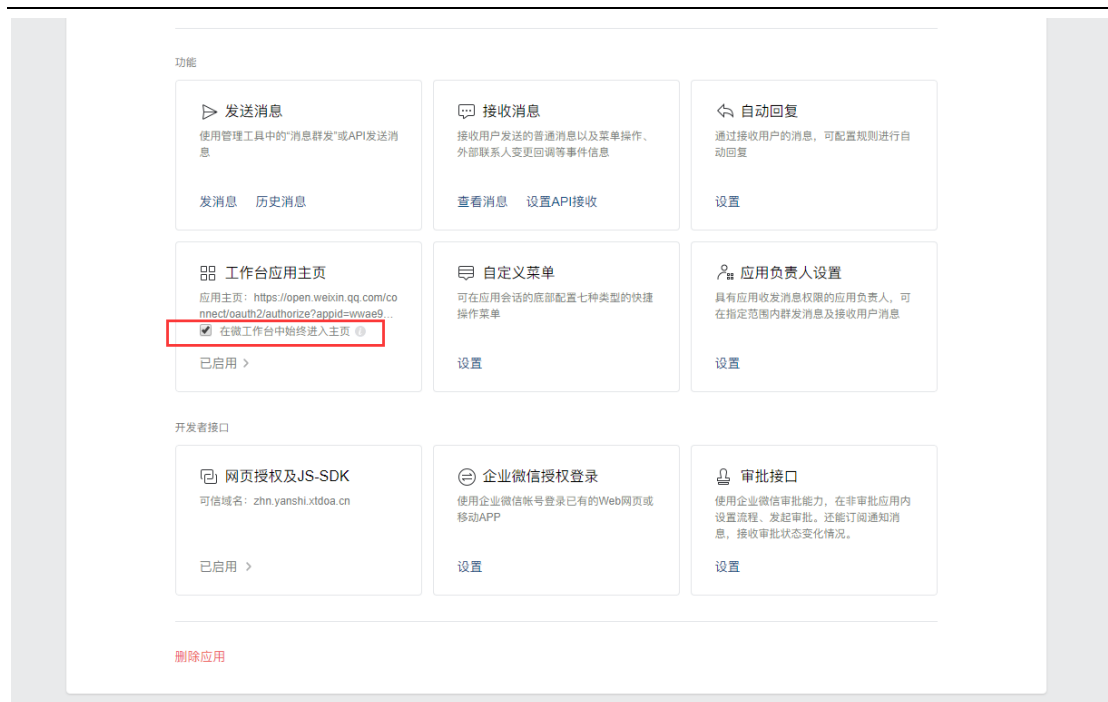 功能
发送消息
使用管理工具中的“消息群发”或API发送消
息
发消息 历史消息
接收消息
接收用户发送的普通消息以及菜单操作、
外部联系人变更回调等事件信息
查看消息 设置API接收
自动回复
通过接收用户的消息，可配置规则进行自
动回复
设置
工作台应用主页
应用主页：https://open.weixin.qq.com/co
nnect/oauth2/authorize?appid=wwae9...
在微工作台中始终进入主页
已启用 >
自定义菜单
可在应用会话的底部配置七种类型的快捷
操作菜单
设置
应用负责人设置
具有应用收发消息权限的应用负责人，可
在指定范围内群发消息及接收用户消息
设置
开发者接口
网页授权及JS-SDK
可信域名：zhn.yanshi.xtdoa.cn
已启用 >
企业微信授权登录
使用企业微信帐号登录已有的Web网页或
移动APP
设置
审批接口
使用企业微信审批能力，在非审批应用内
设置流程、发起审批。还能订阅通知消
息，接收审批状态变化情况。
设置
删除应用